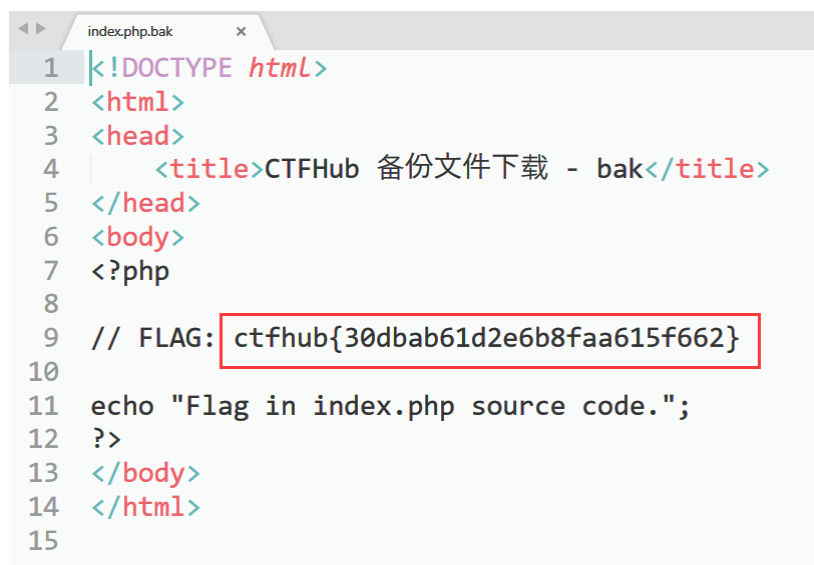 index.php.bak ×
1 <!DOCTYPE html>
2 <html>
3 <head>
4 <title>CTFHub 备份文件下载 - bak</title>
5 </head>
6 <body>
7 <?php
8
9 // FLAG: ctfhub{30dbab61d2e6b8faa615f662}
10
11 echo "Flag in index.php source code.";
12 ?>
13 </body>
14 </html>
15